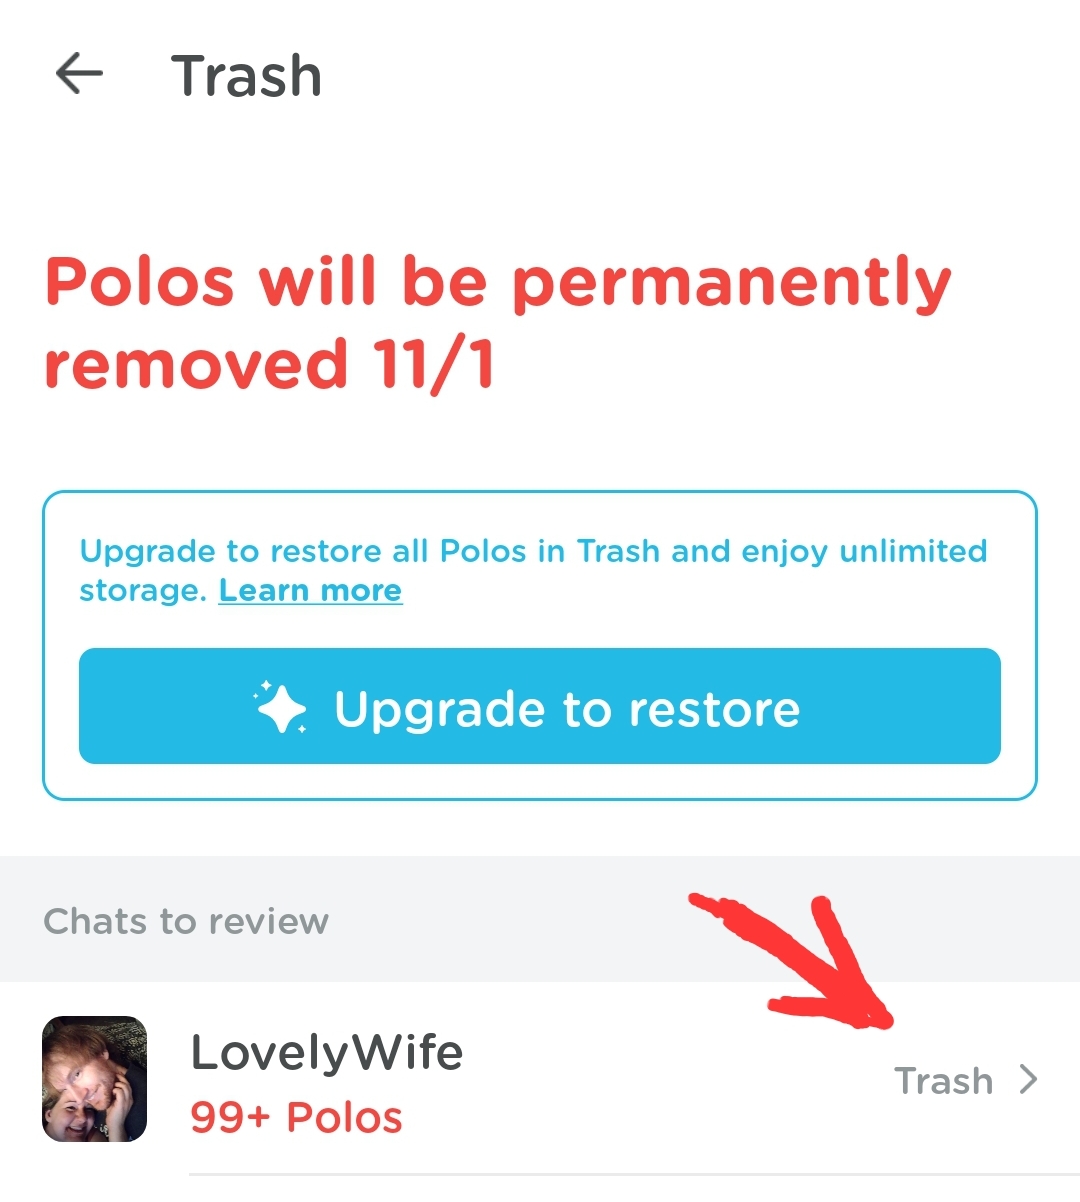 Trash
Polos will be permanently
removed 11/1
Upgrade to restore all Polos in Trash and enjoy unlimited
storage. Learn more
Upgrade to restore
Chats to review
LovelyWife
99+ Polos
Trash